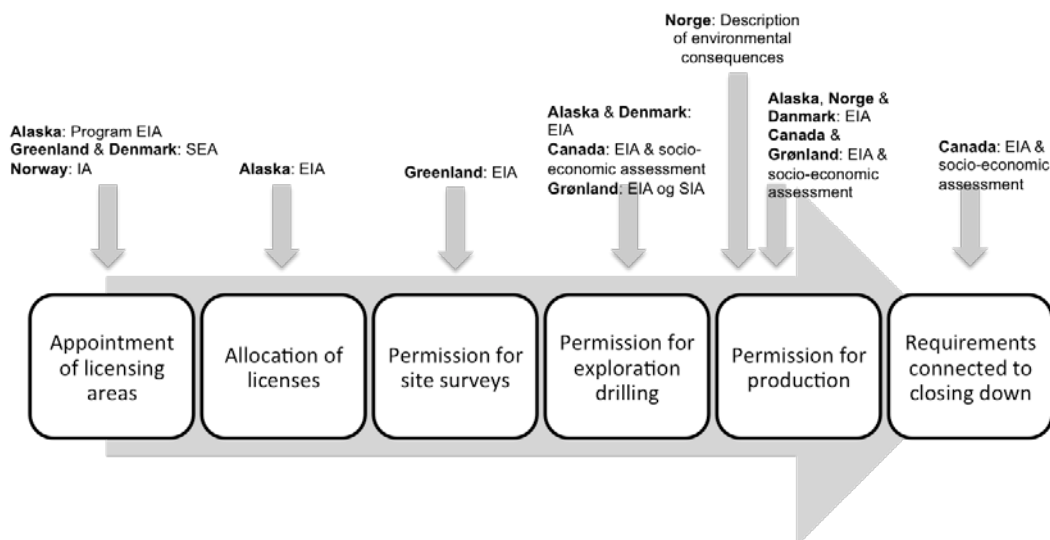 Norge: Description
of environmental
consequences
Alaska: Program EIA
Greenland & Denmark: SEA
Norway: IA
Alaska: EIA
Greenland: EIA
Alaska & Denmark:
EIA
Canada: EIA & socio-
economic assessment
Grønland: EIA og SIA
Alaska, Norge &
Danmark: EIA
Canada &
Grønland: EIA &
socio-economic
assessment
Canada: EIA &
socio-economic
assessment
Appointment
of licensing
areas
Allocation of
licenses
Permission for
site surveys
Permission for
exploration
drilling
Permission for
production
Requirements
connected to
closing down